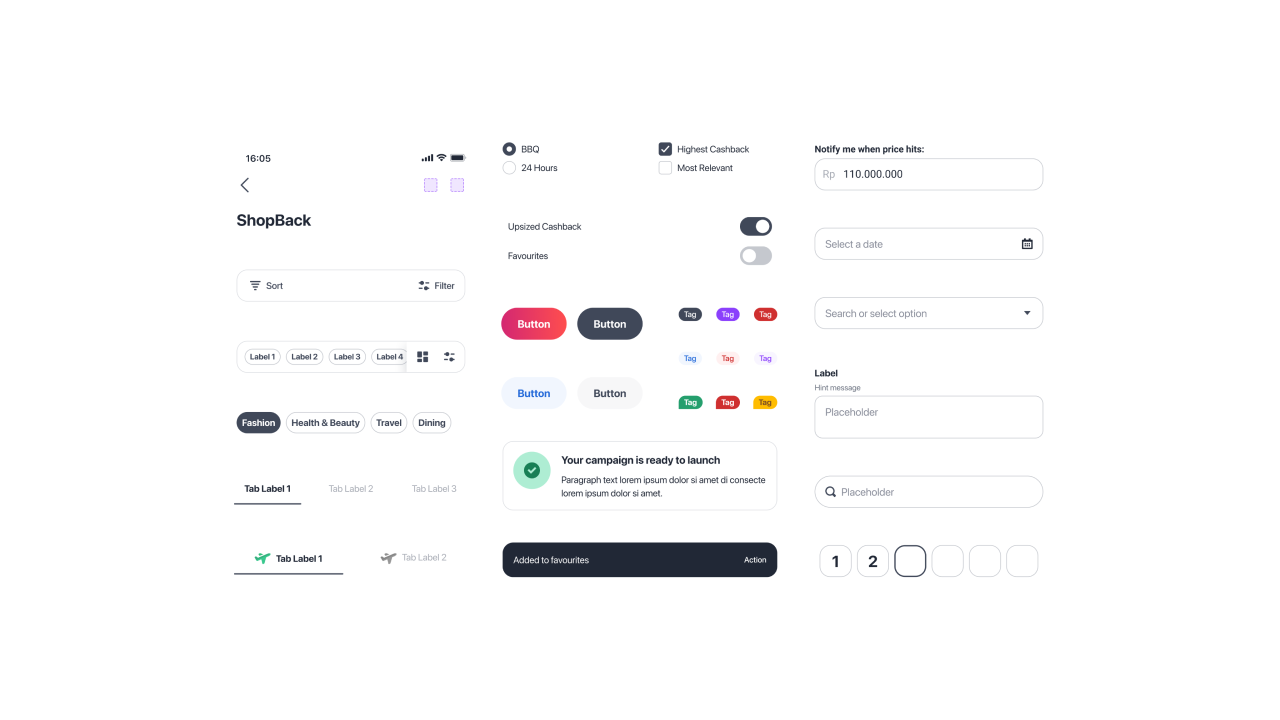 16:05
ShopBack
Sort
Filter
Label 1
Label 2
Label 3
Label 4
Fashion
Health & Beauty
Travel
Dining
Tab Label 1
Tab Label 2
Tab Label 3
Tab Label 1
Tab Label 2
BBQ
24 Hours
Highest Cashback
Most Relevant
Upsized Cashback
Favourites
Button
Button
Button
Button
Tag
Tag
Tag
Tag
Tag
Tag
Tag
Tag
Tag
Your campaign is ready to launch
Paragraph text lorem ipsum dolor si amet di consecte
lorem ipsum dolor si amet.
Added to favourites
Action
Notify me when price hits:
Rp 110.000.000
Select a date
Search or select option
Label
Hint message
Placeholder
Placeholder
1
2